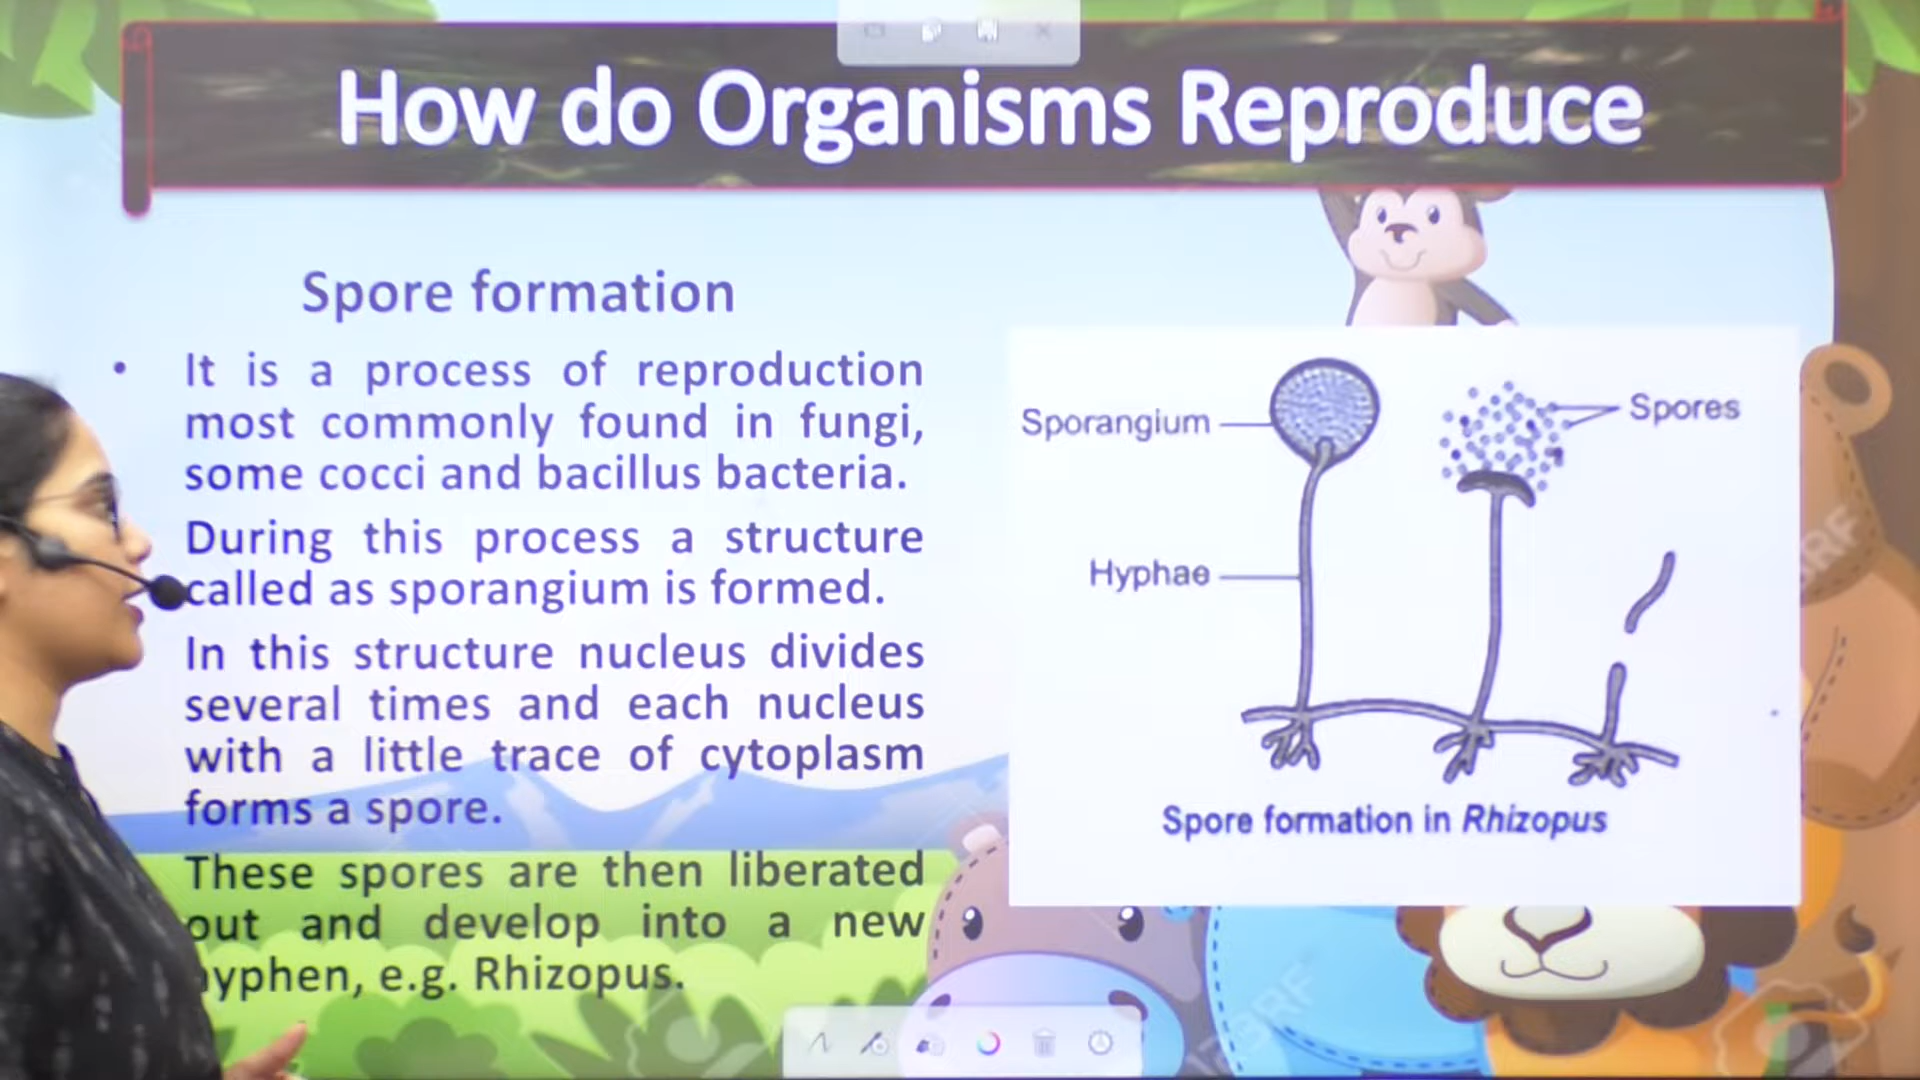 How do Organisms Reproduce
Spore formation
• It is a process of reproduction
most commonly found in fungi,
some cocci and bacillus bacteria.
During this process a structure
called as sporangium is formed.
In this structure nucleus divides
several times and each nucleus
with a little trace of cytoplasm
forms a spore.
These spores are then liberated
out and develop into a new
hyphen, e.g. Rhizopus.
Sporangium
Spores
Hyphae
Spore formation in Rhizopus
123RF